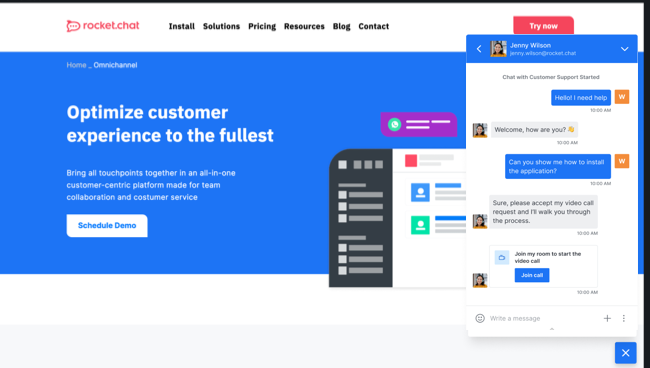 rocket.chat
Install Solutions Pricing Resources Blog Contact
Try now
Home _ Omnichannel
Optimize customer
experience to the fullest
Bring all touchpoints together in an all-in-one
customer-centric platform made for team
collaboration and costumer service
Schedule Demo
Jenny Wilson
jenny.wilson@rocket.chat
Chat with Customer Support Started
Hello! I need help
W
10:00 AM
Welcome, how are you? 👋
10:00 AM
Can you show me how to install
the application?
W
10:00 AM
Sure, please accept my video call
request and I'll walk you through
the process.
10:00 AM
Join my room to start the
video call
Join call
10:00 AM
Write a message